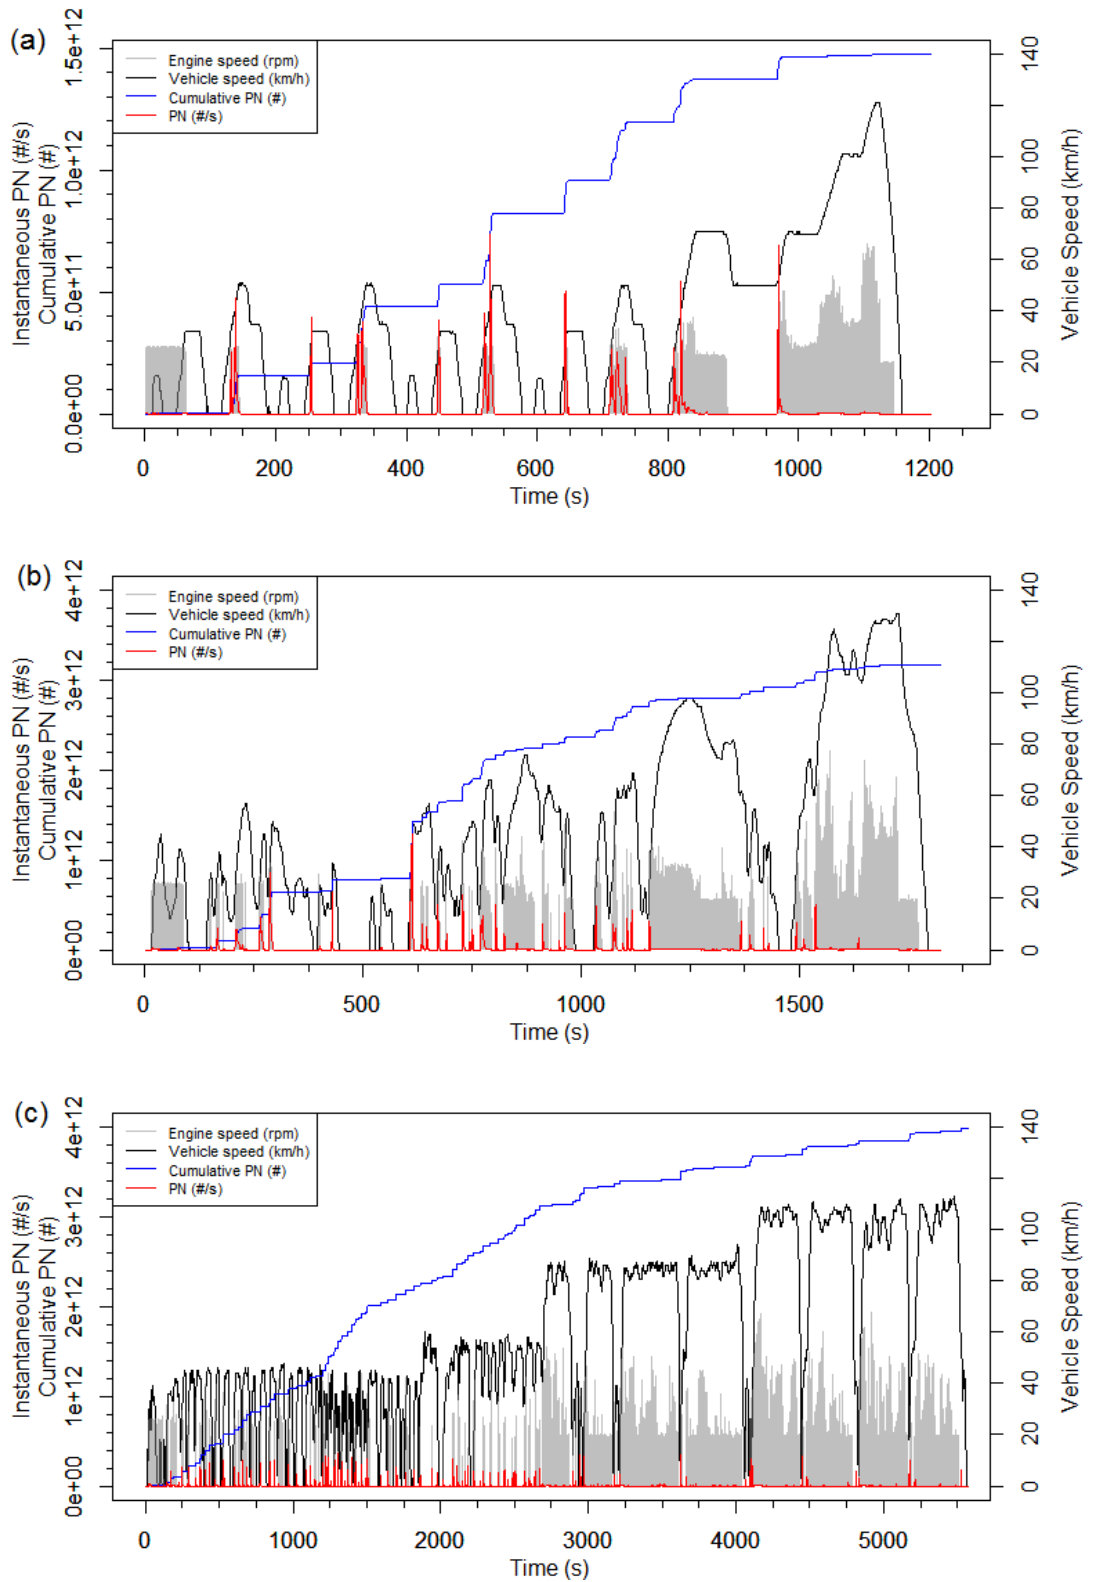 (a)
Instantaneous PN (#/s)
Cumulative PN (#)
0.0e+00 5.0e+11 1.0e+12 1.5e+12
Engine speed (rpm)
Vehicle speed (km/h)
Cumulative PN (#)
PN (#/s)
0 20 40 60 80 100 140
Vehicle Speed (km/h)
0 200 400 600 800 1000 1200
Time (s)
(b)
Instantaneous PN (#/s)
Cumulative PN (#)
0e+00 1e+12 2e+12 3e+12 4e+12
Engine speed (rpm)
Vehicle speed (km/h)
Cumulative PN (#)
PN (#/s)
0 20 40 60 80 100 140
Vehicle Speed (km/h)
0 500 1000 1500
Time (s)
(c)
Instantaneous PN (#/s)
Cumulative PN (#)
0e+00 1e+12 2e+12 3e+12 4e+12
Engine speed (rpm)
Vehicle speed (km/h)
Cumulative PN (#)
PN (#/s)
0 20 40 60 80 100 140
Vehicle Speed (km/h)
0 1000 2000 3000 4000 5000
Time (s)